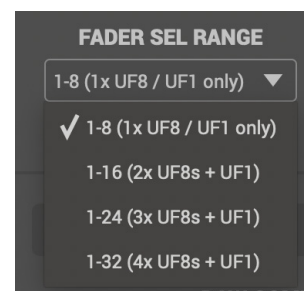 FADER SEL RANGE
1-8 (1x UF8 / UF1 only)
1-8 (1x UF8 / UF1 only)
1-16 (2x UF8s + UF1)
1-24 (3x UF8s + UF1)
1-32 (4x UF8s + UF1)